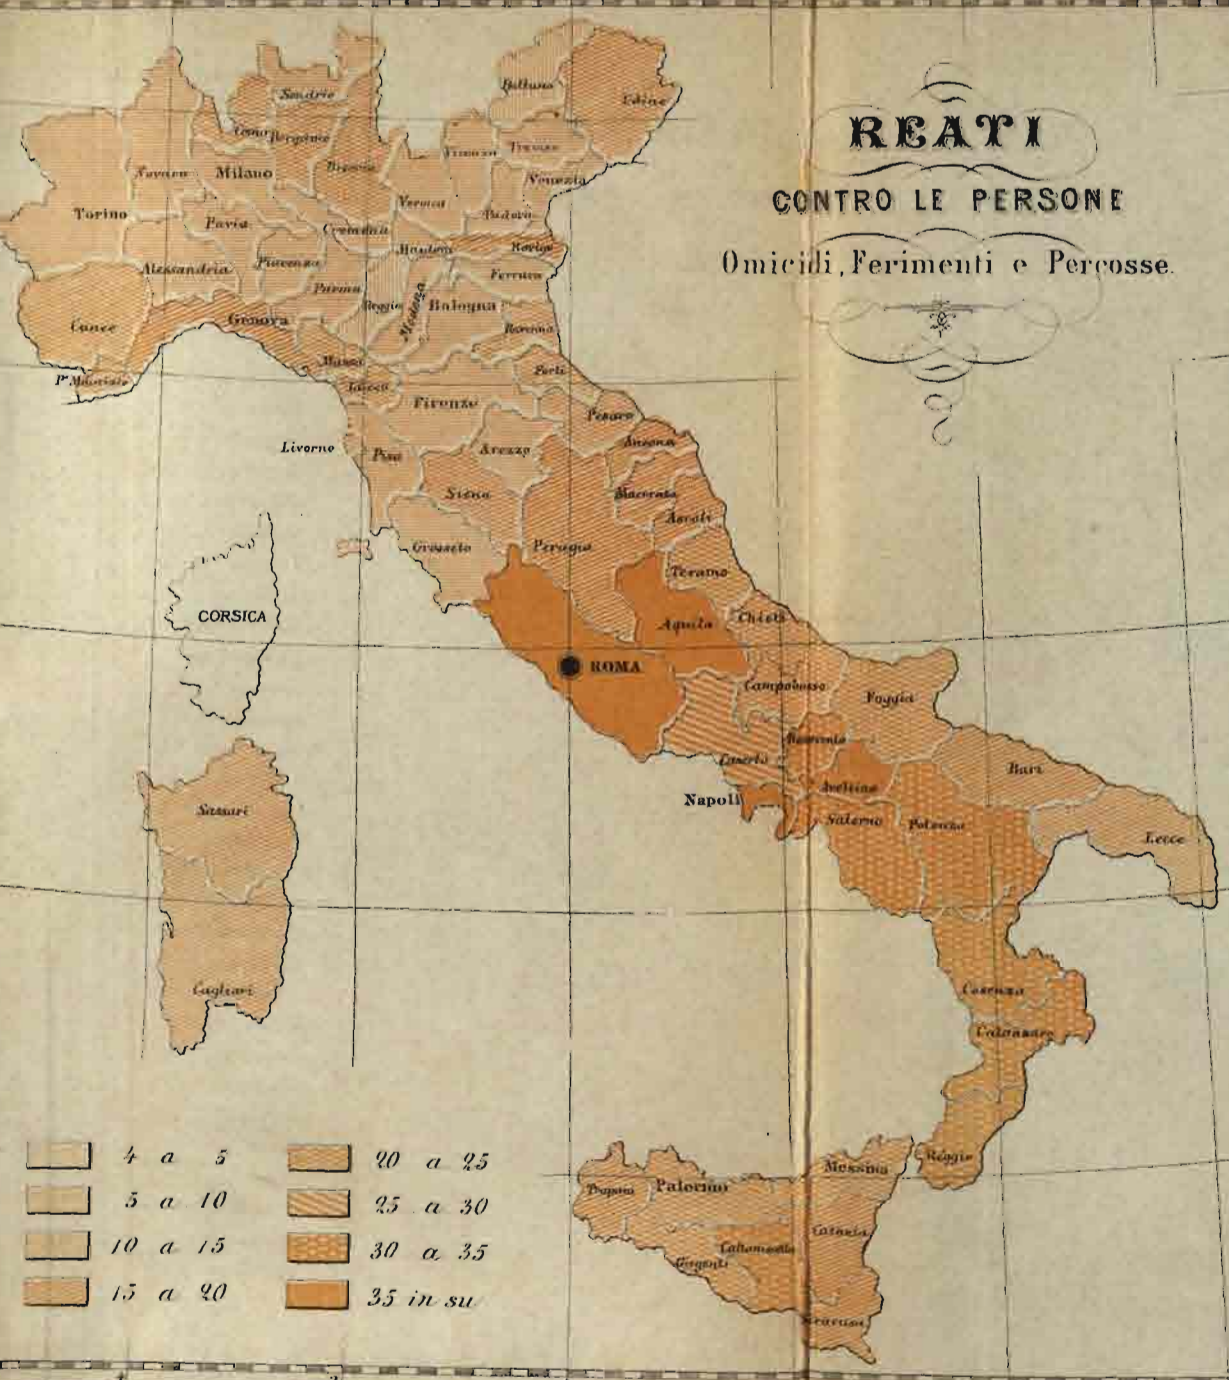 REATI
CONTRO LE PERSONE
Omicidi, Ferimenti e Percosse.
Belluno
Udine
Sondrio
Como
Bergamo
Vicenza
Treviso
Novara
Milano
Brescia
Venezia
Torino
Verona
Pavia
Padova
Cremona
Mantova
Rovigo
Alessandria
Piacenza
Ferrara
Parma
Reggio
Modena
Bologna
Cuneo
Genova
Ravenna
Massa
Forlì
Pto Maurizio
Lucca
Firenze
Pesaro
Ancona
Livorno
Pisa
Arezzo
Siena
Macerata
Ascoli
Grosseto
Perugia
Teramo
CORSICA
Aquila
Chieti
ROMA
Campobasso
Foggia
Benevento
Caserta
Bari
Avellino
Napoli
Sassari
Salerno
Potenza
Lecce
Cagliari
Cosenza
Catanzaro
Reggio
Messina
Trapani
Palermo
Catania
Caltanissetta
Girgenti
Siracusa
4 a 5
5 a 10
10 a 15
15 a 20
20 a 25
25 a 30
30 a 35
35 in su